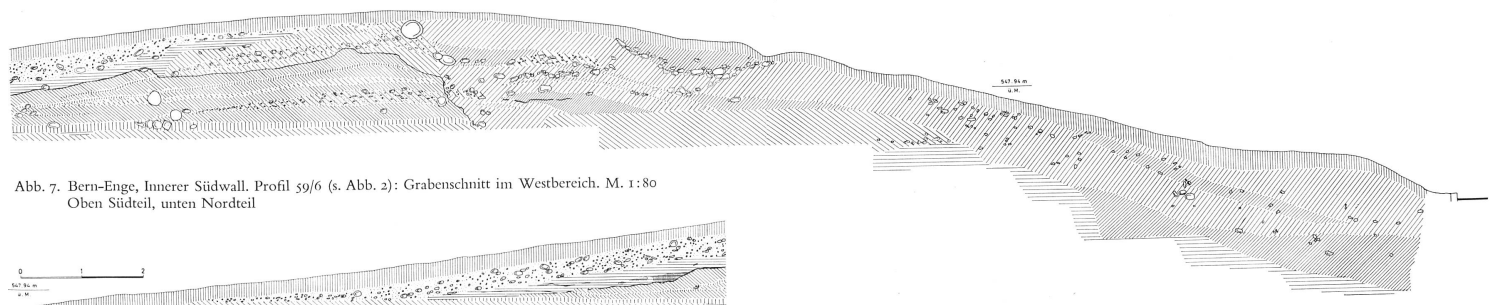 547.94 m
ü. M.
Abb. 7. Bern-Enge, Innerer Südwall. Profil 59/6 (s. Abb. 2): Grabenschnitt im Westbereich. M. 1:80
Oben Südteil, unten Nordteil
0 1 2
547.94 m
ü. M